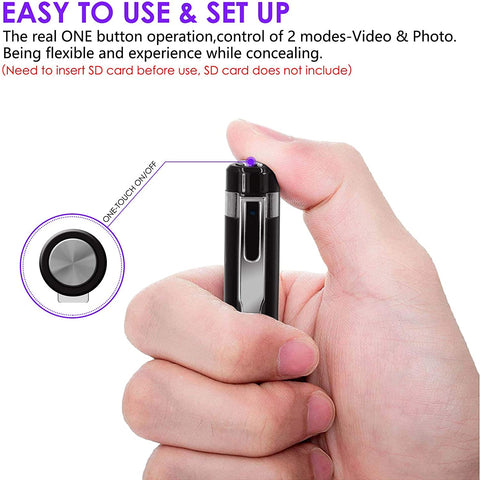 EASY TO USE & SET UP
The real ONE button operation,control of 2 modes-Video & Photo.
Being flexible and experience while concealing.
(Need to insert SD card before use, SD card does not include)
ONE-TOUCH ON/OFF